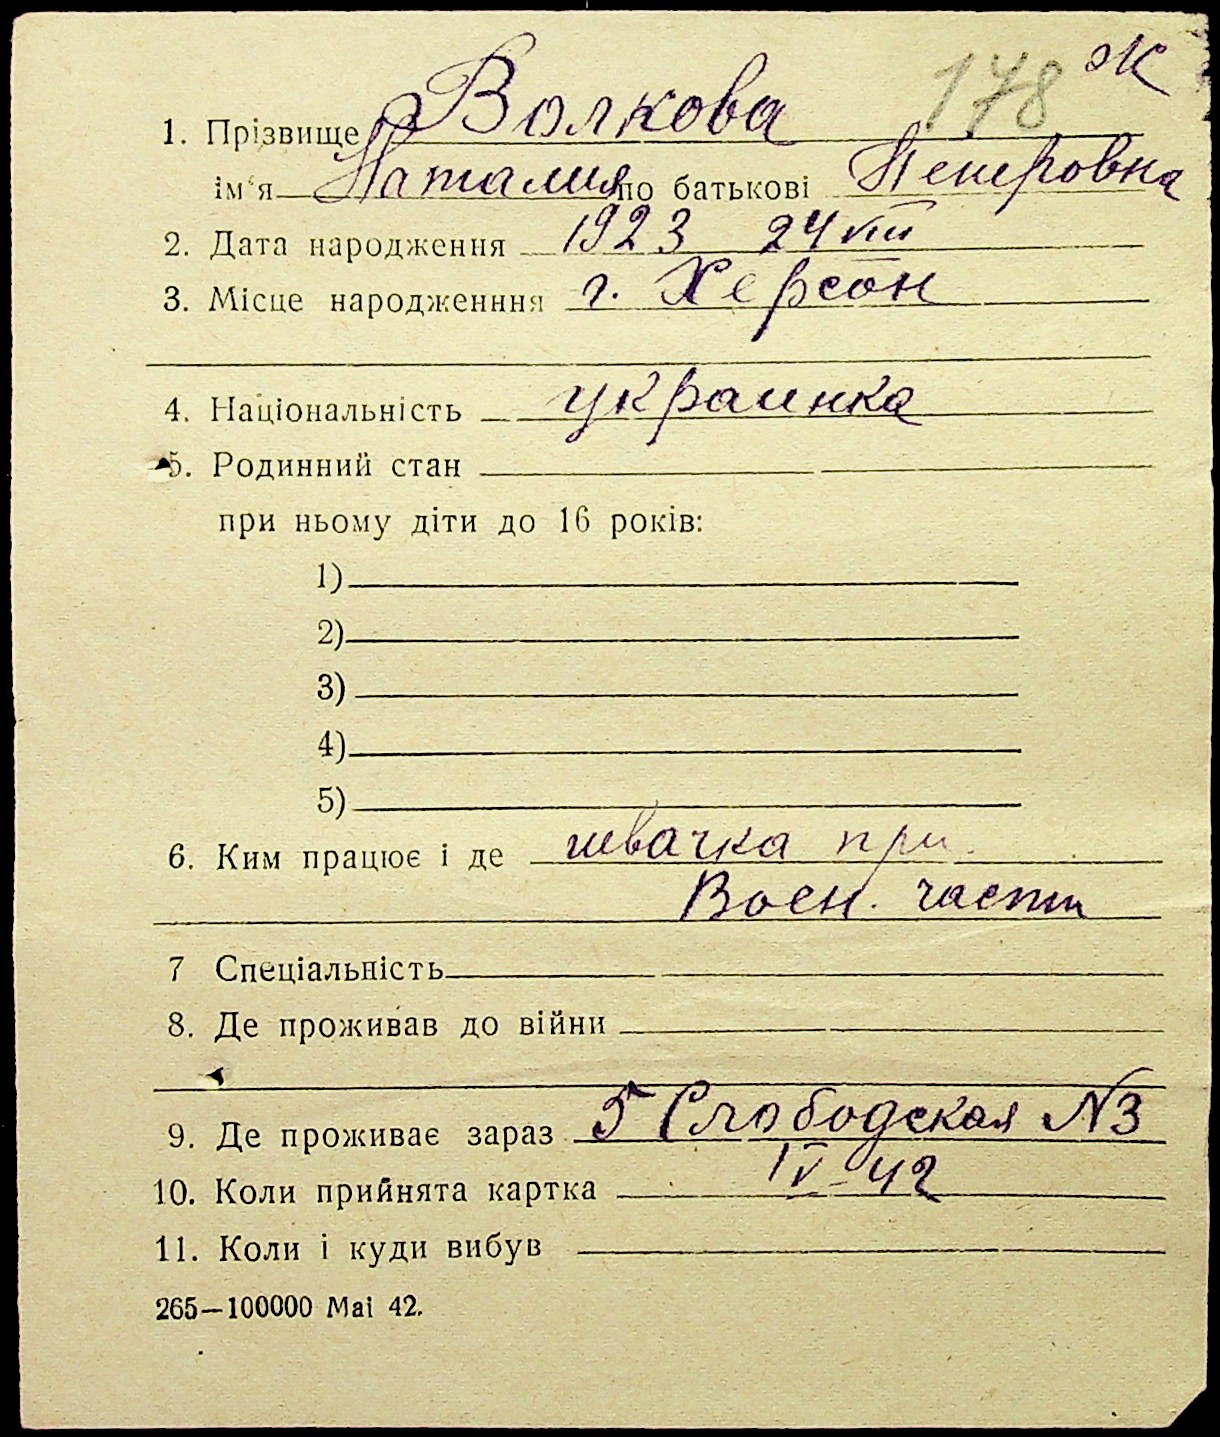 178 Ж
1. Прізвище Волкова
ім'я Наталия по батькові Петровна
2. Дата народження 1923 24 VIII
3. Місце народженння г. Херсон
4. Національність украинка
5. Родинний стан
при ньому діти до 16 років:
1)
2)
3)
4)
5)
6. Ким працює і де швачка при
Воен. части
7 Спеціальність
8. Де проживав до війни
9. Де проживає зараз 5 Слободская N3
10. Коли прийнята картка IV-42
11. Коли і куди вибув
265—100000 Mai 42.